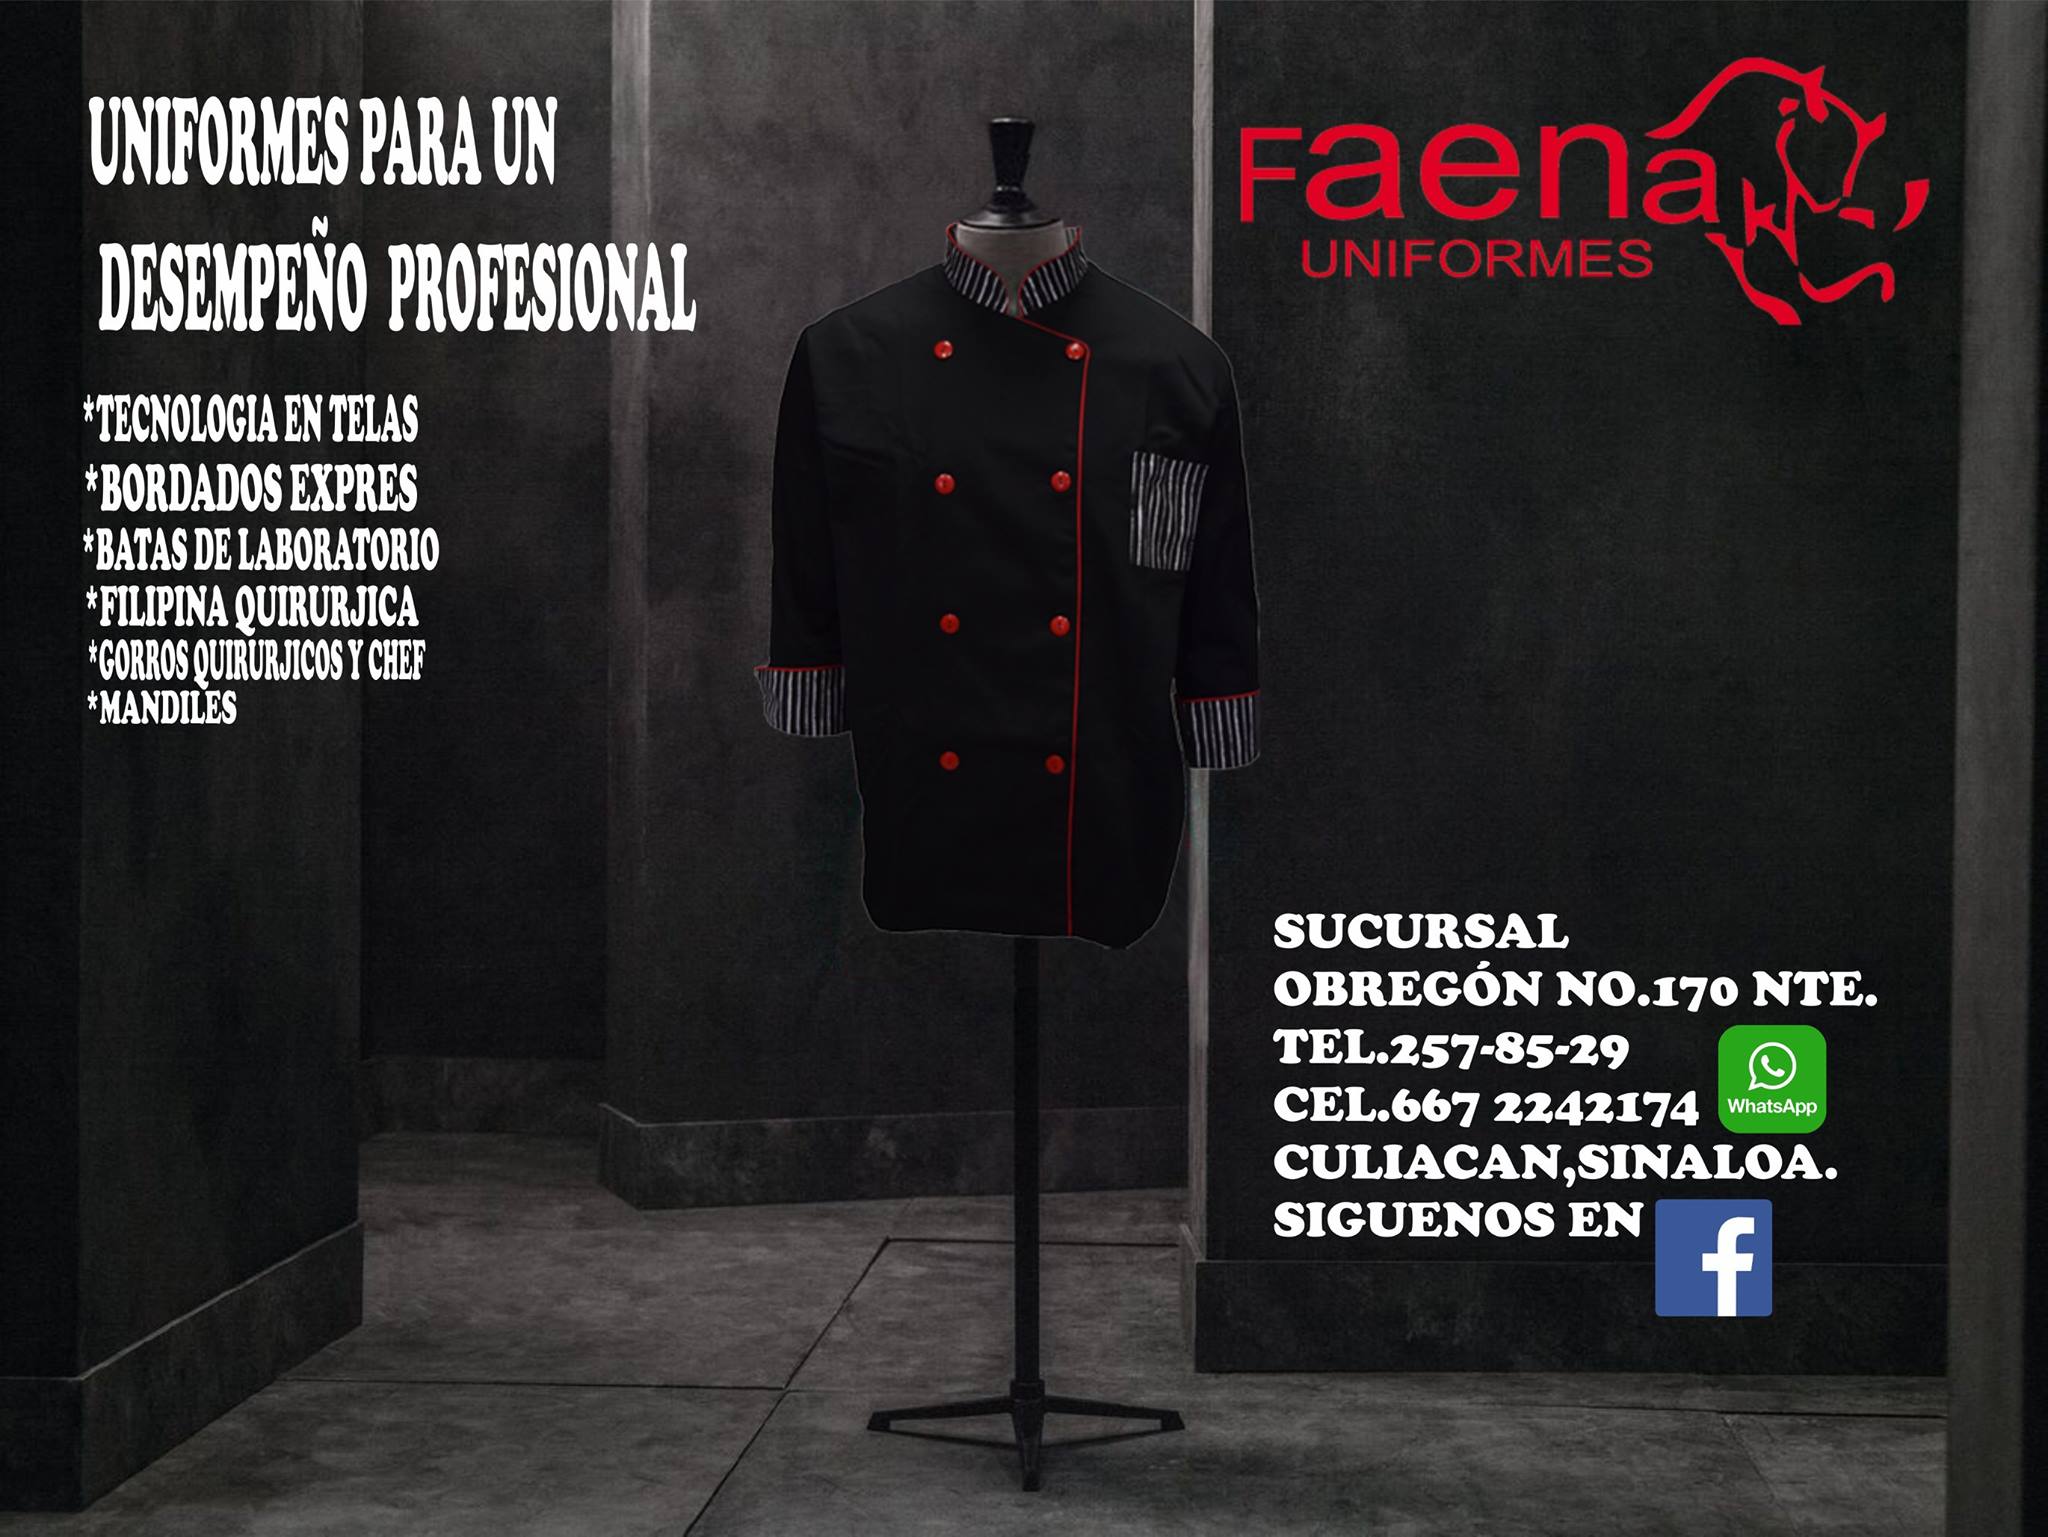 UNIFORMES PARA UN
DESEMPEÑO PROFESIONAL
*TECNOLOGIA EN TELAS
*BORDADOS EXPRES
*BATAS DE LABORATORIO
*FILIPINA QUIRURJICA
*GORROS QUIRURJICOS Y CHEF
*MANDILES
Faena
UNIFORMES
SUCURSAL
OBREGÓN NO.170 NTE.
TEL.257-85-29
CEL.667 2242174
WhatsApp
CULIACAN,SINALOA.
SIGUENOS EN f